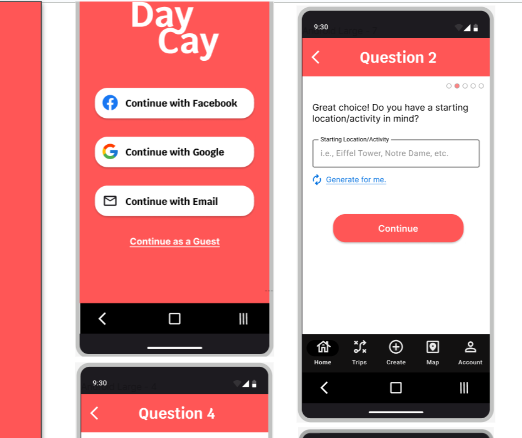 Day
Cay
Continue with Facebook
Continue with Google
Continue with Email
Continue as a Guest
9:30
Question 4
9:30
Question 2
Great choice! Do you have a starting
location/activity in mind?
Starting Location/Activity
i.e., Eiffel Tower, Notre Dame, etc.
Generate for me.
Continue
Home Trips Create Map Account